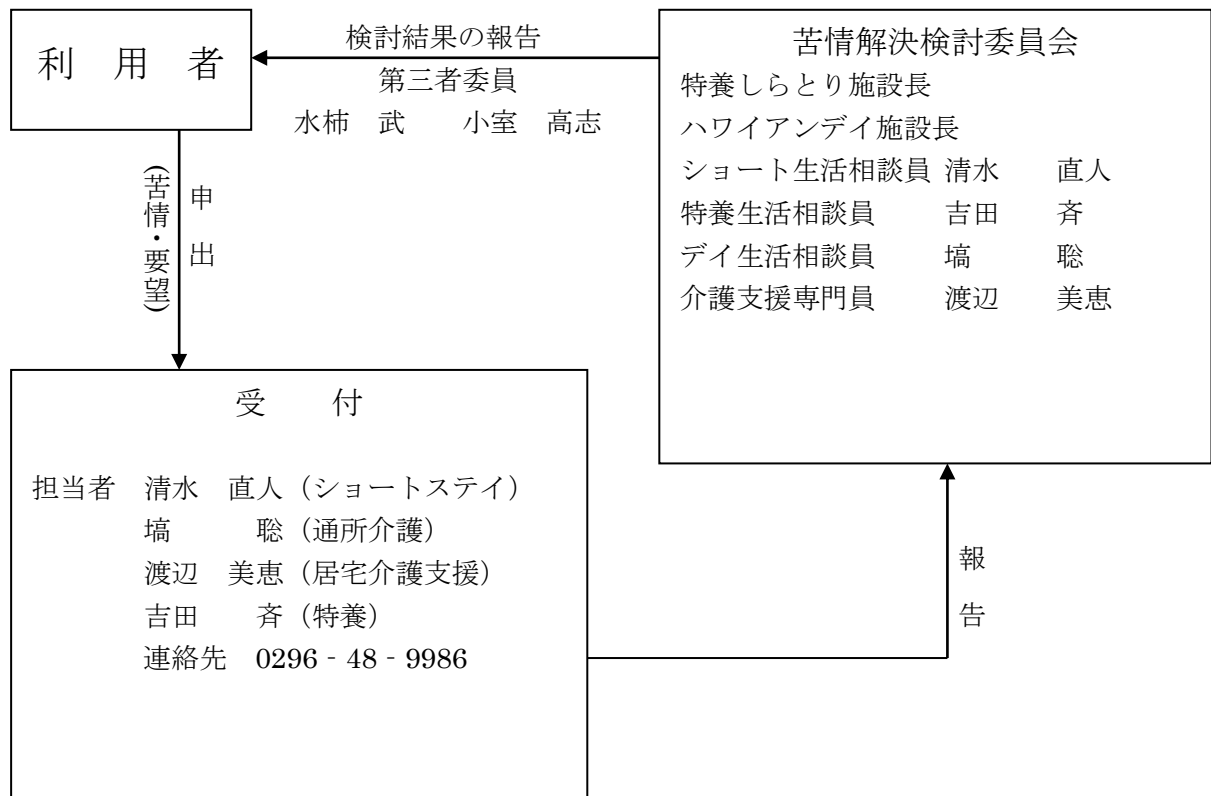 利 用 者
検討結果の報告
第三者委員
水柿 武 小室 高志
苦情解決検討委員会
特養しらとり施設長
ハワイアンデイ施設長
ショート生活相談員 清水 直人
特養生活相談員 吉田 斉
デイ生活相談員 塙 聡
介護支援専門員 渡辺 美恵
申出
(苦情・要望)
受 付
担当者 清水 直人(ショートステイ)
塙 聡(通所介護)
渡辺 美恵(居宅介護支援)
吉田 斉(特養)
連絡先 0296‐48‐9986
報告